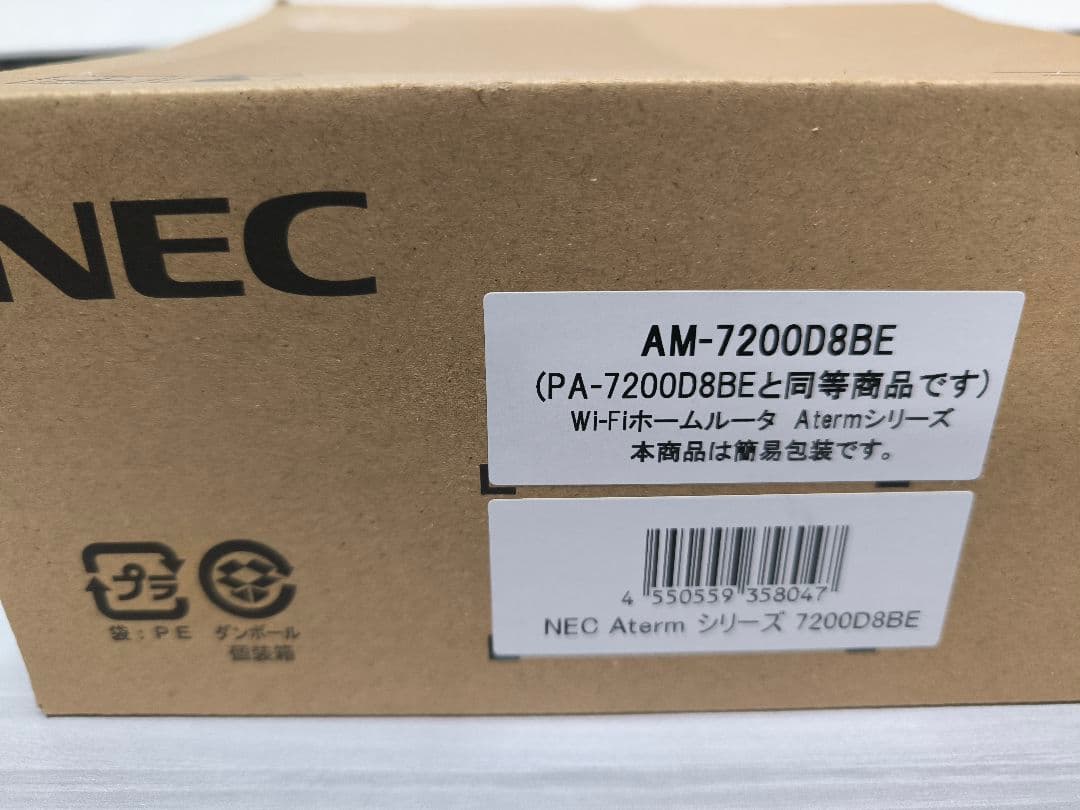 NEC
AM-7200D8BE
(PA-7200D8BEと同等商品です)
Wi-Fiホームルータ Atermシリーズ
本商品は簡易包装です。
4 550559 358047
NEC Aterm シリーズ 7200D8BE
プラ
袋:PE
ダンボール
個装箱